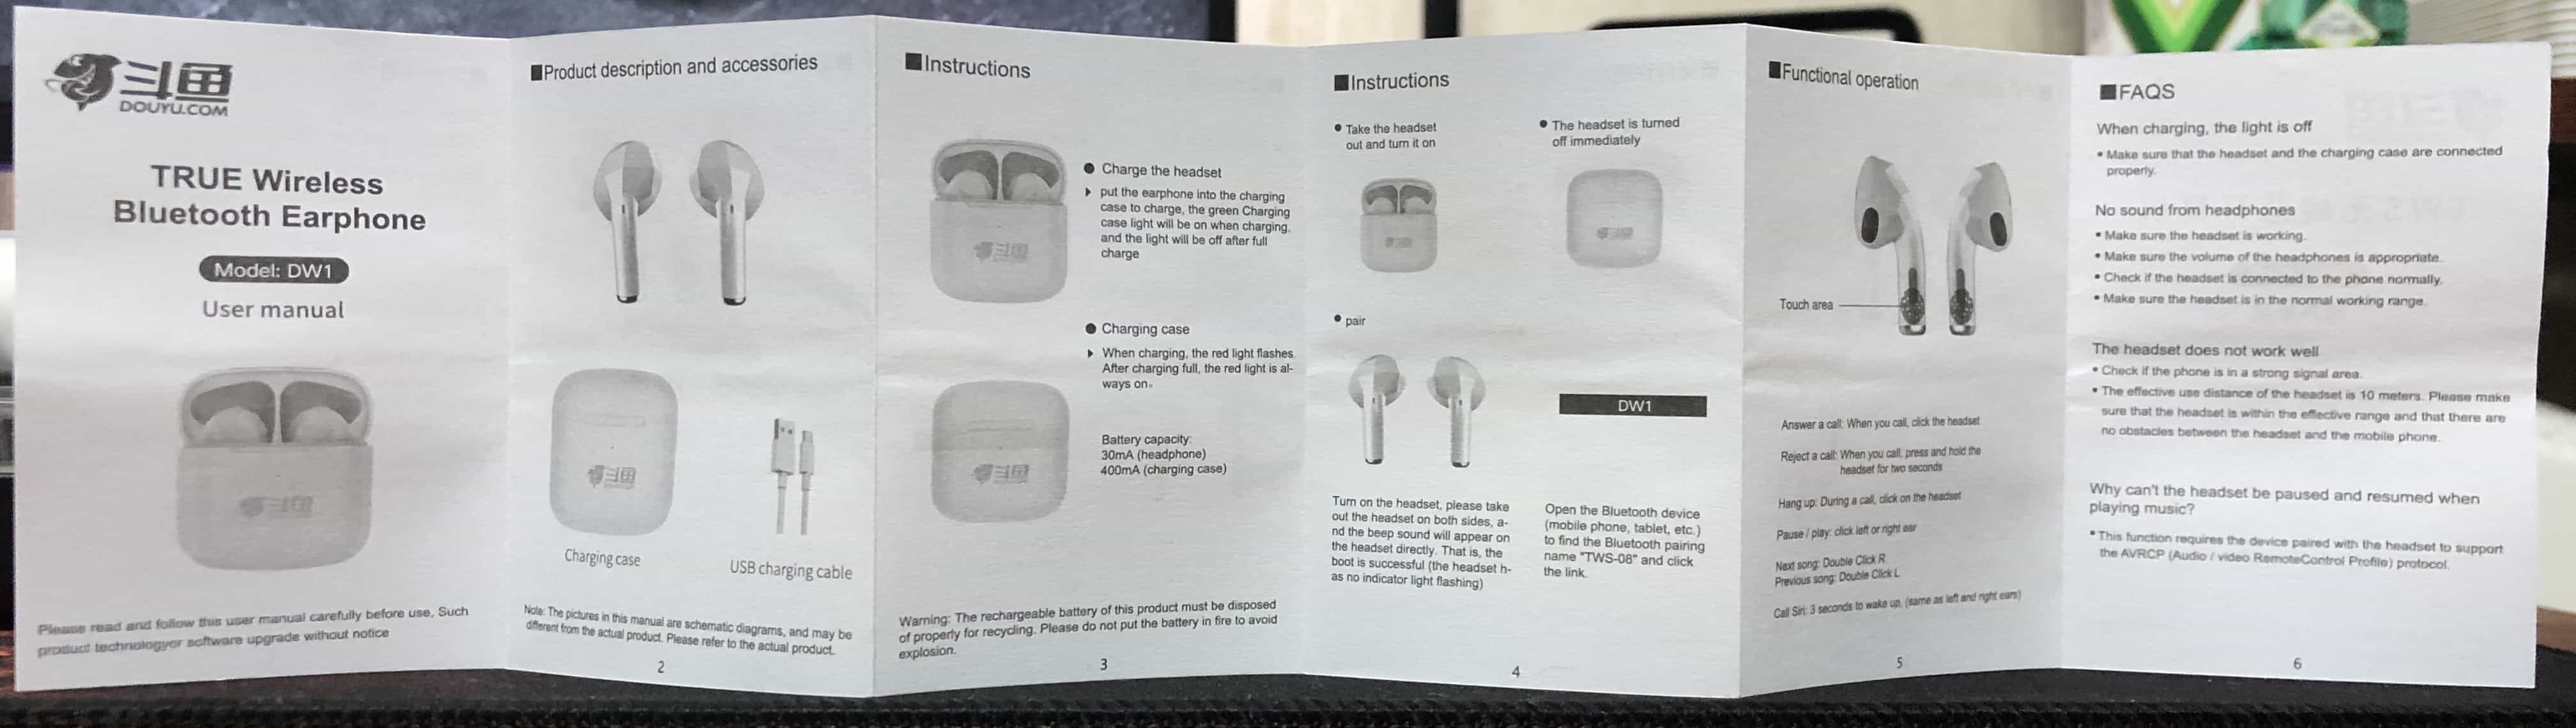 斗鱼
DOUYU.COM
TRUE Wireless
Bluetooth Earphone
Model: DW1
User manual
斗鱼
Please read and follow this user manual carefully before use, Such
product technologyor software upgrade without notice
■Product description and accessories
斗鱼
Charging case
USB charging cable
Note: The pictures in this manual are schematic diagrams, and may be
different from the actual product. Please refer to the actual product.
2
■Instructions
● Charge the headset
put the earphone into the charging
case to charge, the green Charging
case light will be on when charging,
and the light will be off after full
charge
斗鱼
● Charging case
When charging, the red light flashes.
After charging full, the red light is al-
ways on。
Battery capacity:
30mA (headphone)
400mA (charging case)
斗鱼
Warning: The rechargeable battery of this product must be disposed
of properly for recycling. Please do not put the battery in fire to avoid
explosion.
3
■Instructions
• Take the headset
out and turn it on
• The headset is turned
off immediately
斗鱼
• pair
DW1
Turn on the headset, please take
out the headset on both sides, a-
nd the beep sound will appear on
the headset directly. That is, the
boot is successful (the headset h-
as no indicator light flashing)
Open the Bluetooth device
(mobile phone, tablet, etc.)
to find the Bluetooth pairing
name "TWS-08" and click
the link.
4
■Functional operation
Touch area
Answer a call: When you call, click the headset
Reject a call: When you call, press and hold the
headset for two seconds
Hang up: During a call, click on the headset
Pause / play: click left or right ear
Next song: Double Click R
Previous song: Double Click L
Call Siri: 3 seconds to wake up, (same as left and right ears)
5
■FAQS
When charging, the light is off
• Make sure that the headset and the charging case are connected
properly.
No sound from headphones
• Make sure the headset is working.
• Make sure the volume of the headphones is appropriate.
• Check if the headset is connected to the phone normally.
• Make sure the headset is in the normal working range.
The headset does not work well
• Check if the phone is in a strong signal area.
• The effective use distance of the headset is 10 meters. Please make
sure that the headset is within the effective range and that there are
no obstacles between the headset and the mobile phone.
Why can't the headset be paused and resumed when
playing music?
• This function requires the device paired with the headset to support
the AVRCP (Audio / video RemoteControl Profile) protocol.
6